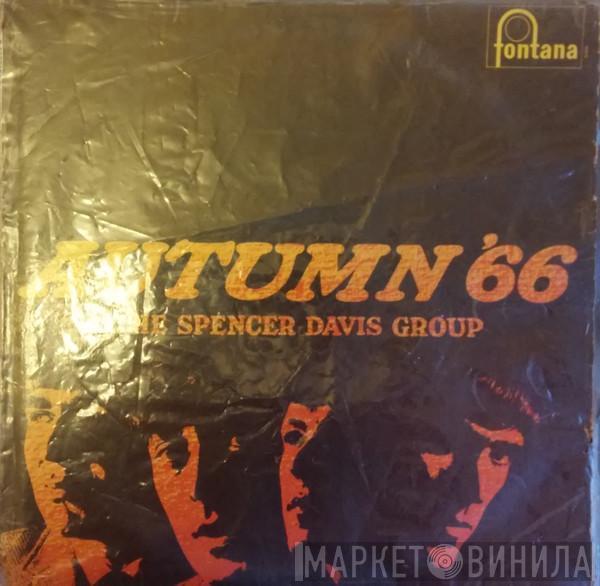 fontana
AUTUMN '66
THE SPENCER DAVIS GROUP
МАРКЕТ ВИНИЛА